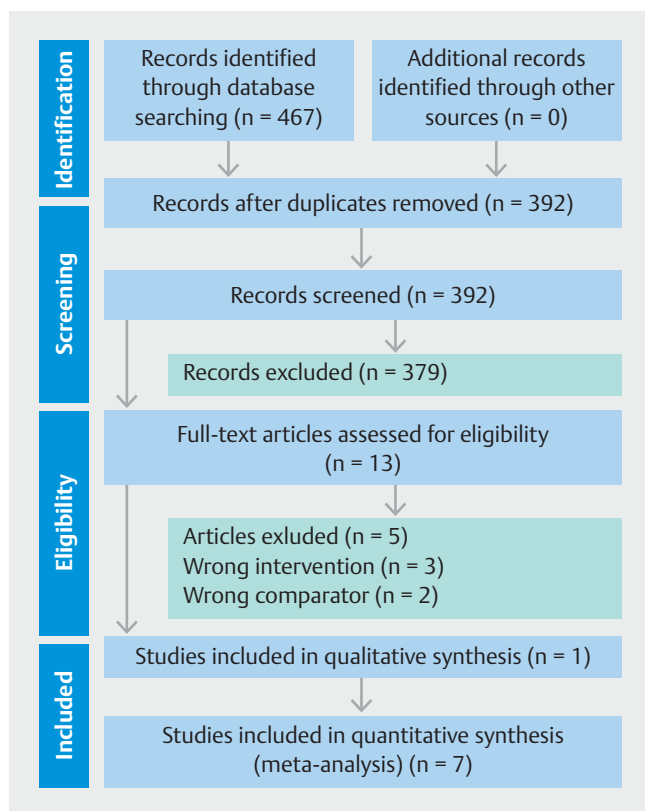 Identification
Records identified
through database
searching (n = 467)
Additional records
identified through other
sources (n = 0)
Records after duplicates removed (n = 392)
Screening
Records screened (n = 392)
Records excluded (n = 379)
Eligibility
Full-text articles assessed for eligibility
(n = 13)
Articles exluded (n = 5)
Wrong intervention (n = 3)
Wrong comparator (n = 2)
Included
Studies included in qualitative synthesis (n = 1)
Studies included in quantitative synthesis
(meta-analysis) (n = 7)